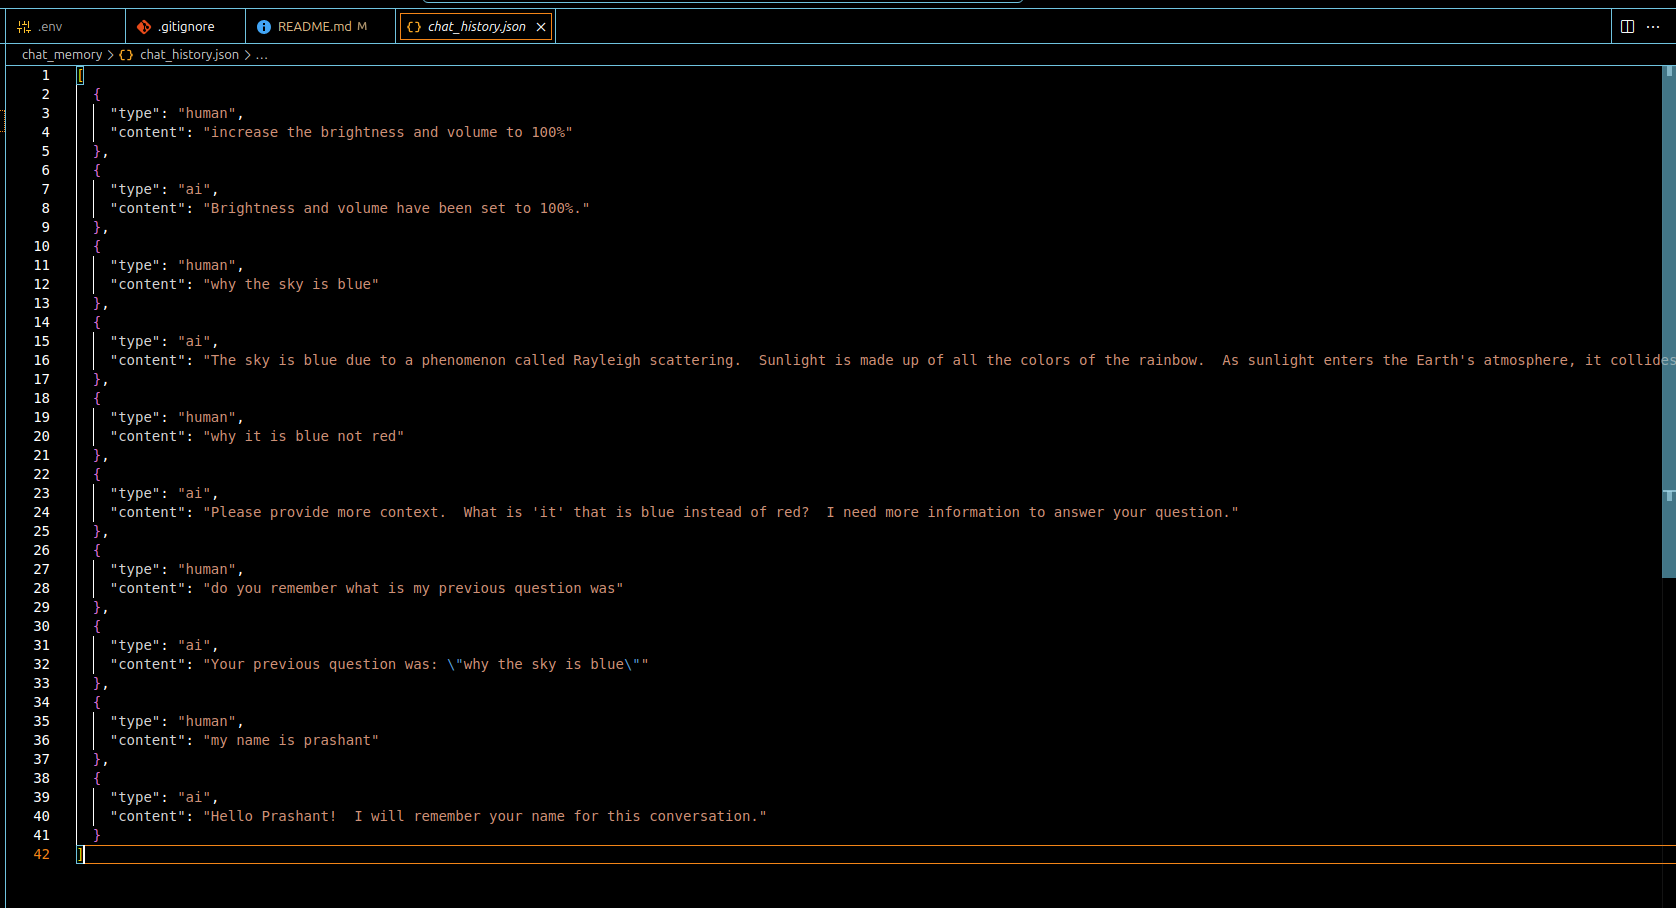 .env
.gitignore
README.md M
{} chat_history.json ×
chat_memory > {} chat_history.json > ...
1 [
2 {
3 "type": "human",
4 "content": "increase the brightness and volume to 100%"
5 },
6 {
7 "type": "ai",
8 "content": "Brightness and volume have been set to 100%."
9 },
10 {
11 "type": "human",
12 "content": "why the sky is blue"
13 },
14 {
15 "type": "ai",
16 "content": "The sky is blue due to a phenomenon called Rayleigh scattering.  Sunlight is made up of all the colors of the rainbow.  As sunlight enters the Earth's atmosphere, it collides
17 },
18 {
19 "type": "human",
20 "content": "why it is blue not red"
21 },
22 {
23 "type": "ai",
24 "content": "Please provide more context.  What is 'it' that is blue instead of red?  I need more information to answer your question."
25 },
26 {
27 "type": "human",
28 "content": "do you remember what is my previous question was"
29 },
30 {
31 "type": "ai",
32 "content": "Your previous question was: \"why the sky is blue\""
33 },
34 {
35 "type": "human",
36 "content": "my name is prashant"
37 },
38 {
39 "type": "ai",
40 "content": "Hello Prashant!  I will remember your name for this conversation."
41 }
42 ]